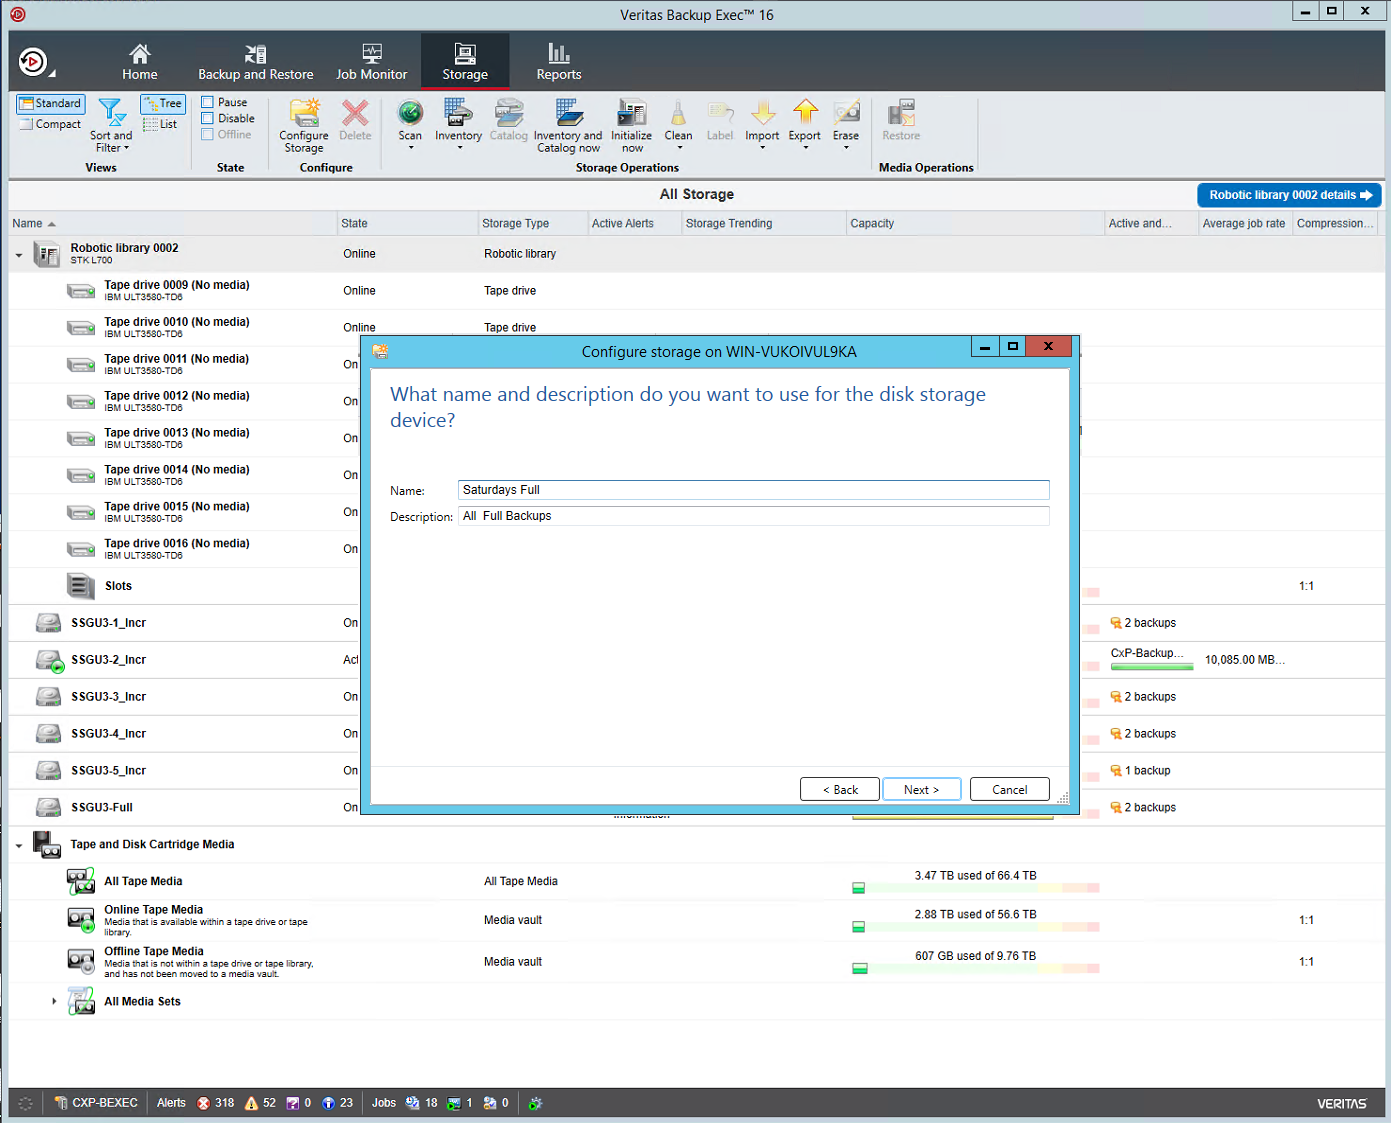 Veritas Backup Exec™ 16
Home
Backup and Restore
Job Monitor
Storage
Reports
Standard
Compact
Sort and
Filter
Tree
List
Views
Pause
Disable
Offline
State
Configure
Storage
Delete
Configure
Scan
Inventory
Catalog
Inventory and
Catalog now
Initialize
now
Clean
Label
Import
Export
Erase
Storage Operations
Restore
Media Operations
All Storage
Robotic library 0002 details
Name State Storage Type Active Alerts Storage Trending Capacity Active and... Average job rate Compression...
Robotic library 0002 Online Robotic library
STK L700
Tape drive 0009 (No media) Online Tape drive
IBM ULT3580-TD6
Tape drive 0010 (No media) Online Tape drive
IBM ULT3580-TD6
Tape drive 0011 (No media) On
IBM ULT3580-TD6
Tape drive 0012 (No media) On
IBM ULT3580-TD6
Tape drive 0013 (No media) On
IBM ULT3580-TD6
Tape drive 0014 (No media) On
IBM ULT3580-TD6
Tape drive 0015 (No media) On
IBM ULT3580-TD6
Tape drive 0016 (No media) On
IBM ULT3580-TD6
Slots 1:1
SSGU3-1_Incr On 2 backups
SSGU3-2_Incr Act CxP-Backup... 10,085.00 MB...
SSGU3-3_Incr On 2 backups
SSGU3-4_Incr On 2 backups
SSGU3-5_Incr On 1 backup
SSGU3-Full On 2 backups
Configure storage on WIN-VUKOIVUL9KA
What name and description do you want to use for the disk storage
device?
Name: Saturdays Full
Description: All Full Backups
< Back
Next >
Cancel
Tape and Disk Cartridge Media
All Tape Media All Tape Media 3.47 TB used of 66.4 TB
Online Tape Media Media vault 2.88 TB used of 56.6 TB 1:1
Media that is available within a tape drive or tape
library.
Offline Tape Media Media vault 607 GB used of 9.76 TB 1:1
Media that is not within a tape drive or tape library,
and has not been moved to a media vault.
All Media Sets
CXP-BEXEC Alerts 318 52 0 23 Jobs 18 1 0 VERITAS